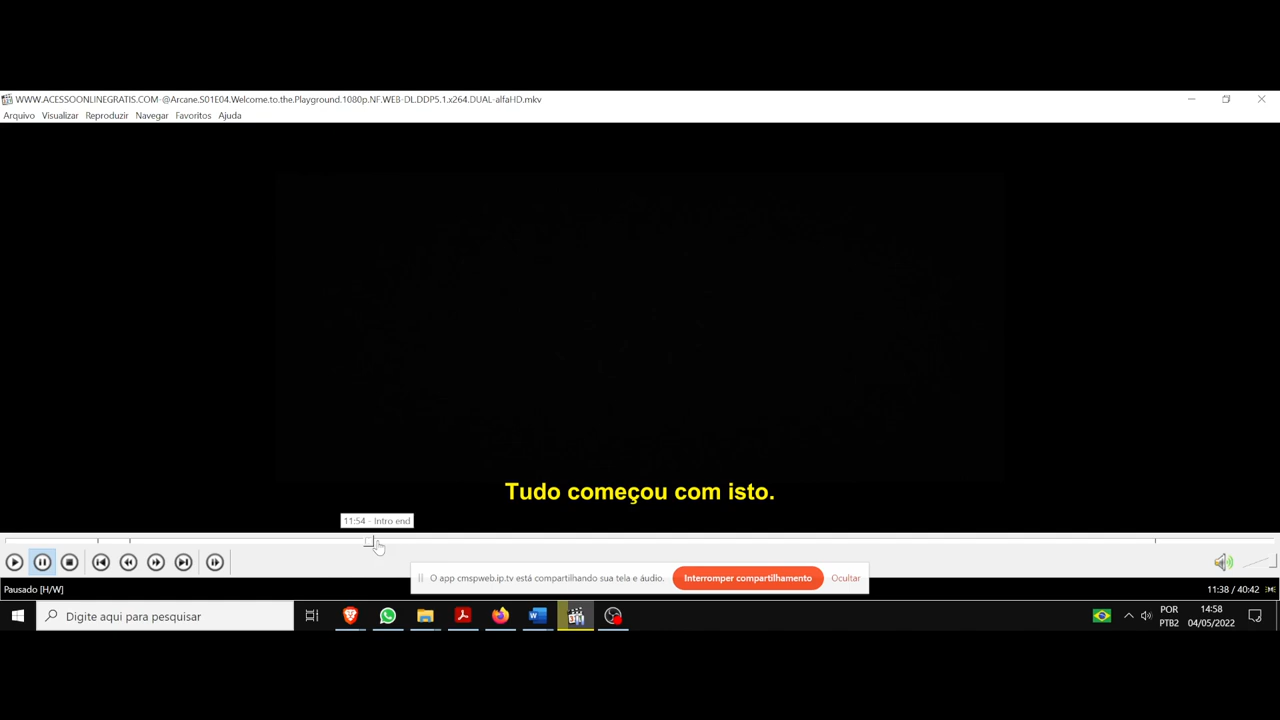 WWW.ACESSOONLINEGRATIS.COM-@Arcane.S01E04.Welcome.to.the.Playground.1080p.NF.WEB-DL.DDP5.1.x264.DUAL-alfaHD.mkv
Arquivo Visualizar Reproduzir Navegar Favoritos Ajuda
Tudo começou com isto.
11:54 - Intro end
O app cmspweb.ip.tv está compartilhando sua tela e áudio. Interromper compartilhamento Ocultar
Pausado [H/W] 11:38 / 40:42
Digite aqui para pesquisar
POR 14:58
PTB2 04/05/2022